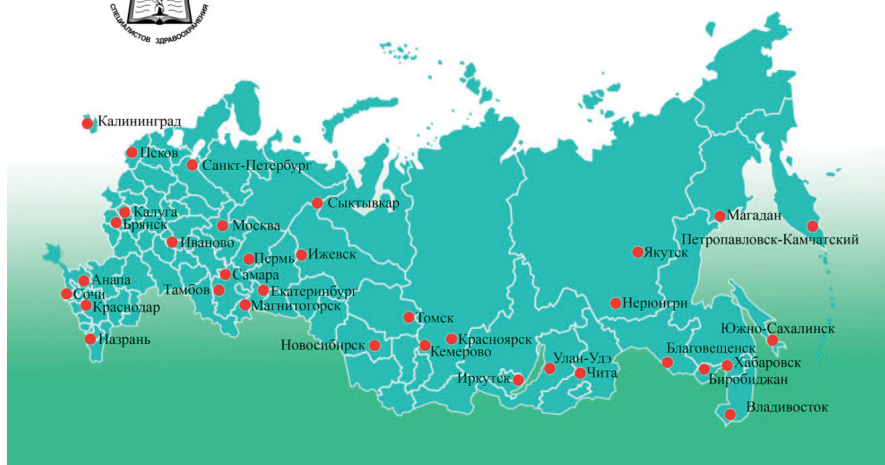 СПЕЦИАЛИСТОВ ЗДРАВООХРАНЕНИЯ
Калининград
Псков
Санкт-Петербург
Сыктывкар
Калуга
Брянск
Москва
Магадан
Петропавловск-Камчатский
Иваново
Пермь
Ижевск
Якутск
Самара
Анапа
Тамбов
Екатеринбург
Сочи
Краснодар
Магнитогорск
Нерюнгри
Томск
Южно-Сахалинск
Назрань
Новосибирск
Красноярск
Кемерово
Благовещенск
Улан-Удэ
Хабаровск
Иркутск
Чита
Биробиджан
Владивосток